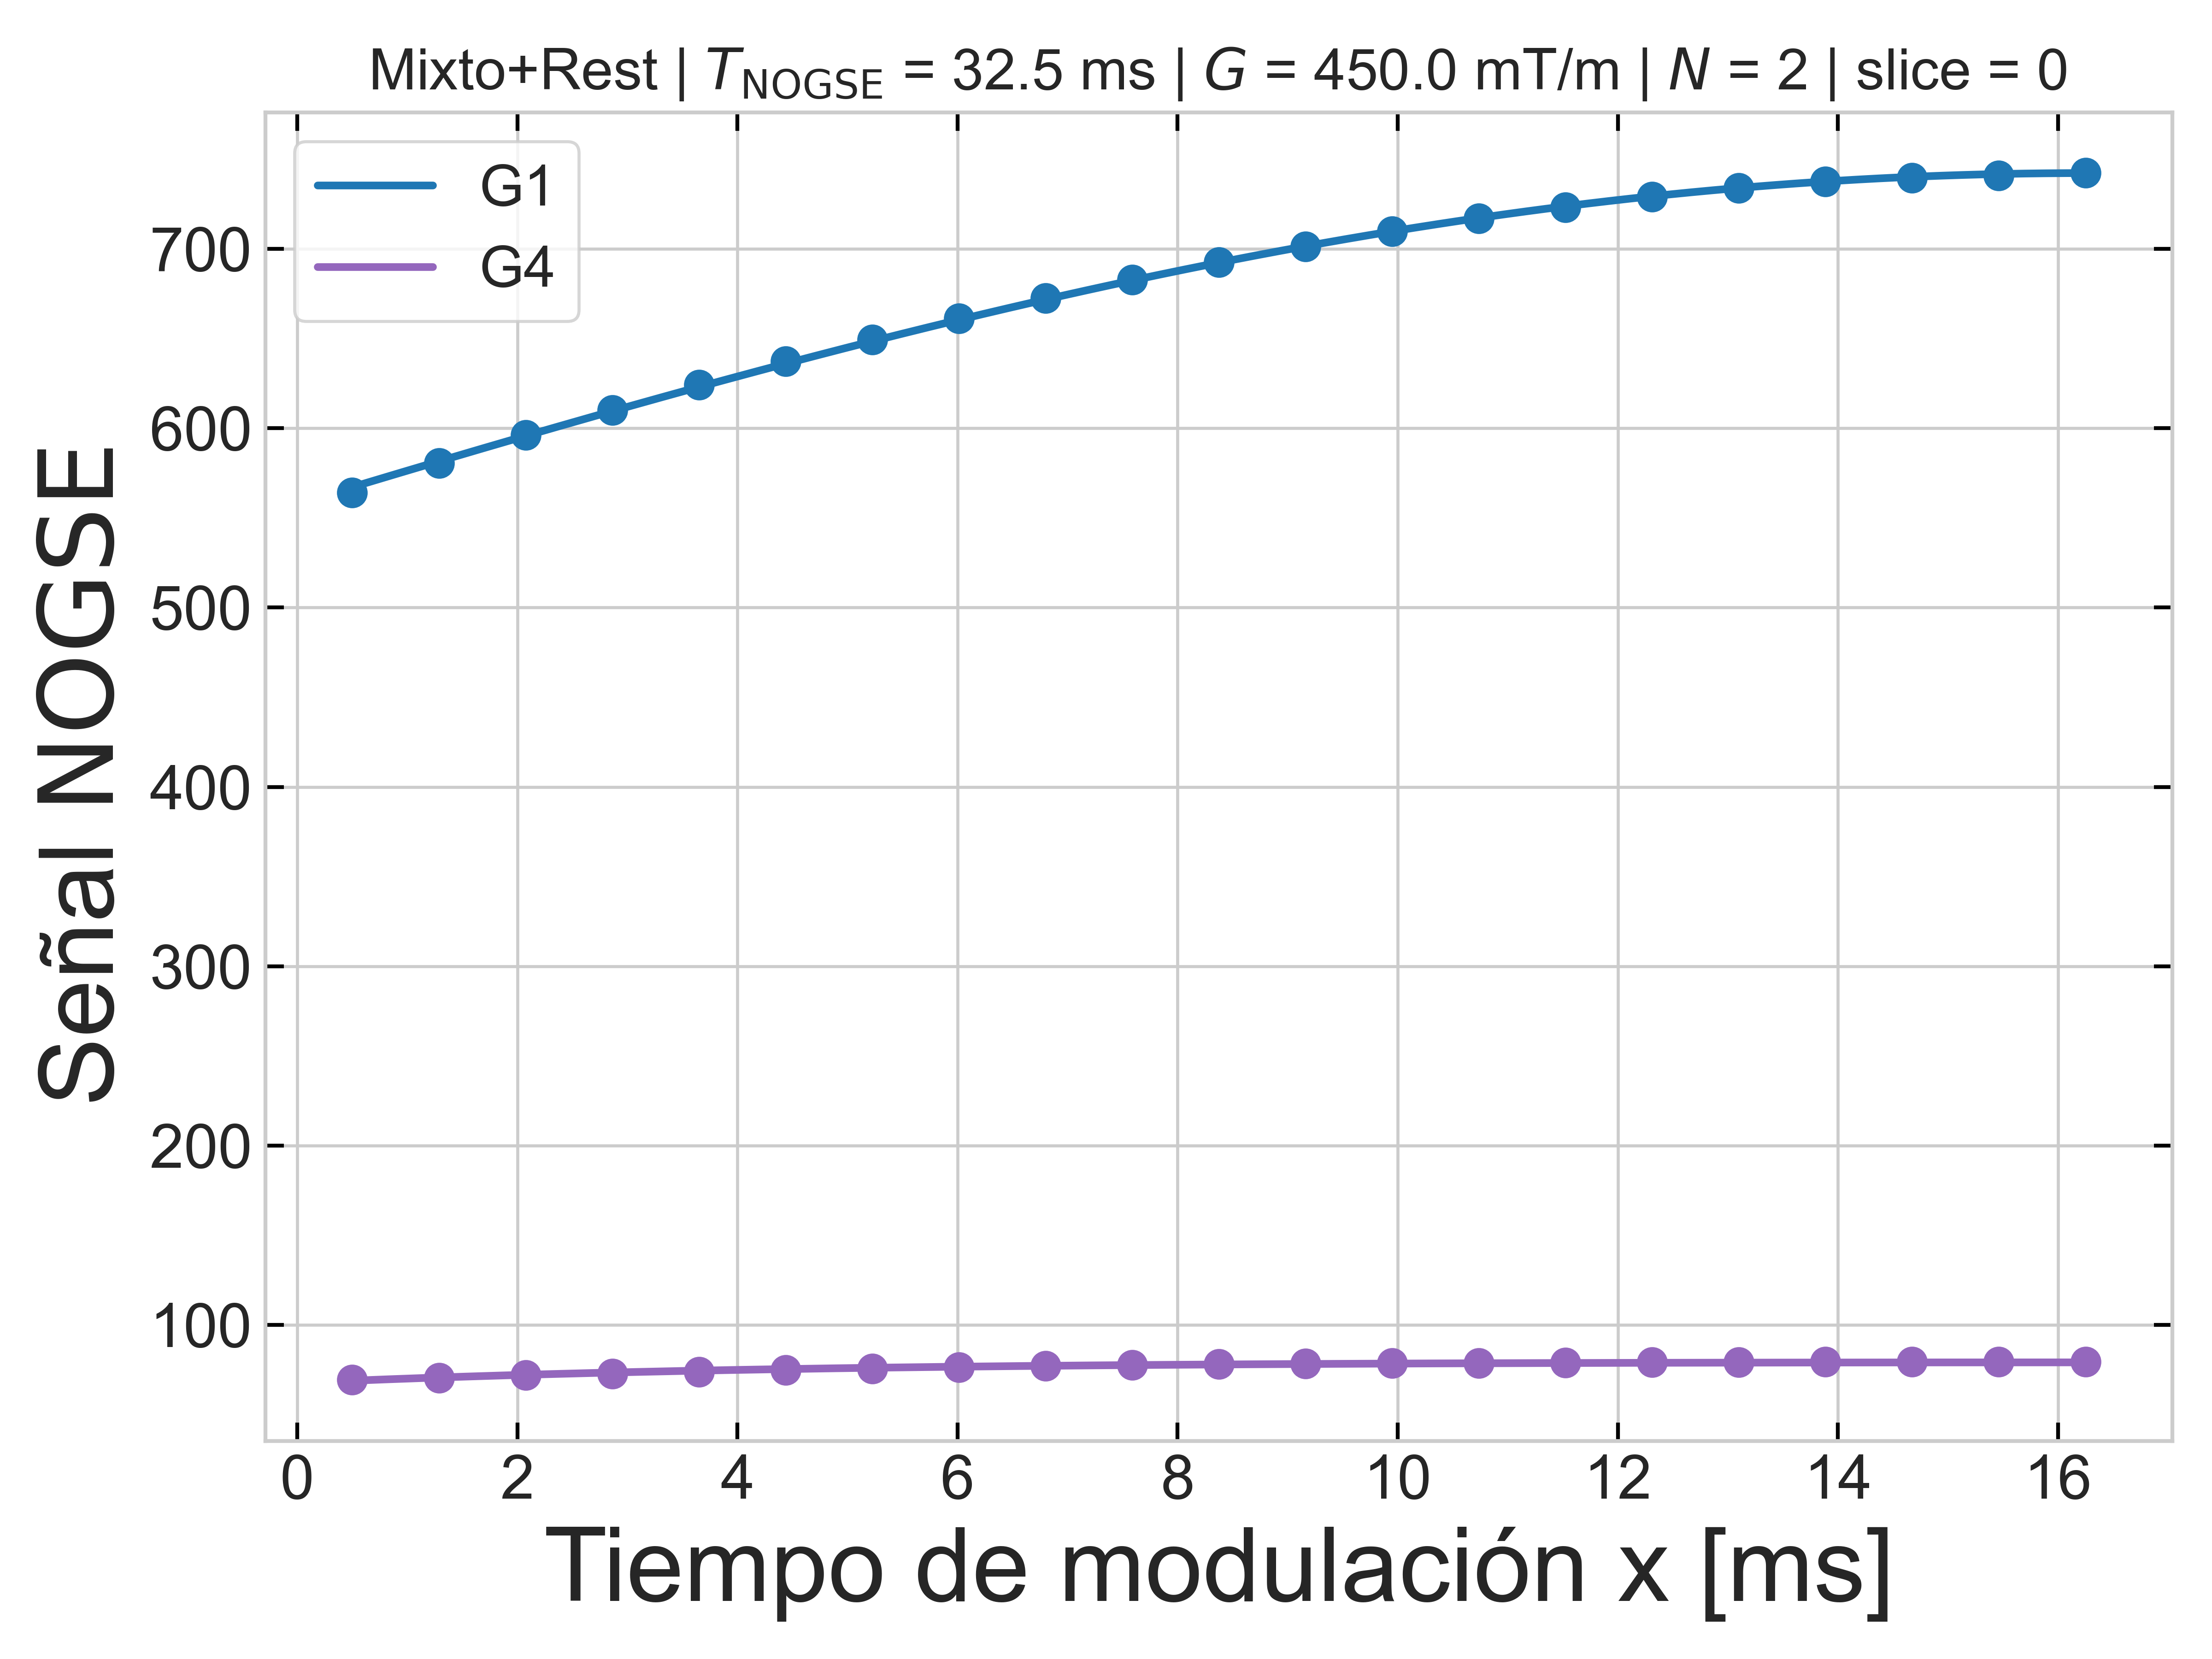 Mixto+Rest | T_NOGSE = 32.5 ms | G = 450.0 mT/m | N = 2 | slice = 0
G1
G4
Señal NOGSE
700
600
500
400
300
200
100
0 2 4 6 8 10 12 14 16
Tiempo de modulación x [ms]